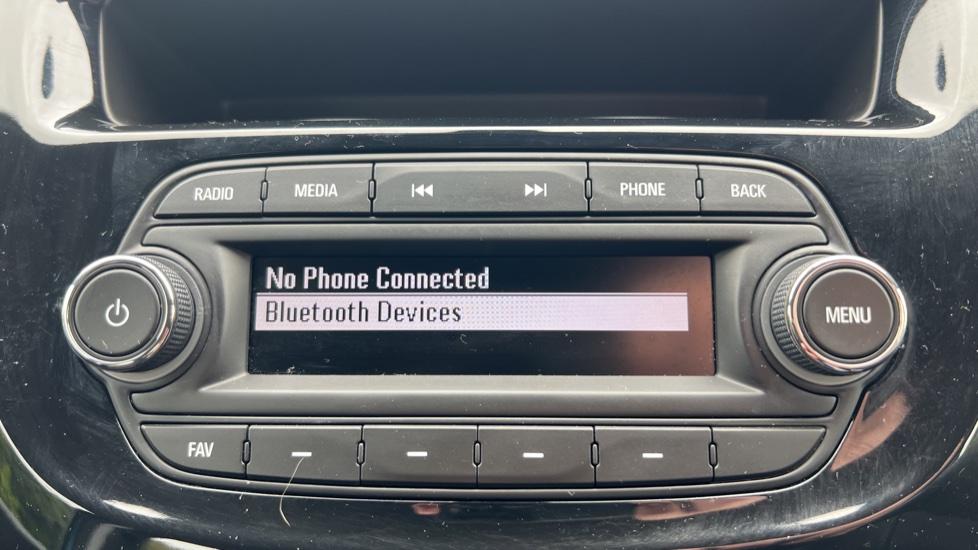 RADIO
MEDIA
PHONE
BACK
No Phone Connected
Bluetooth Devices
MENU
FAV